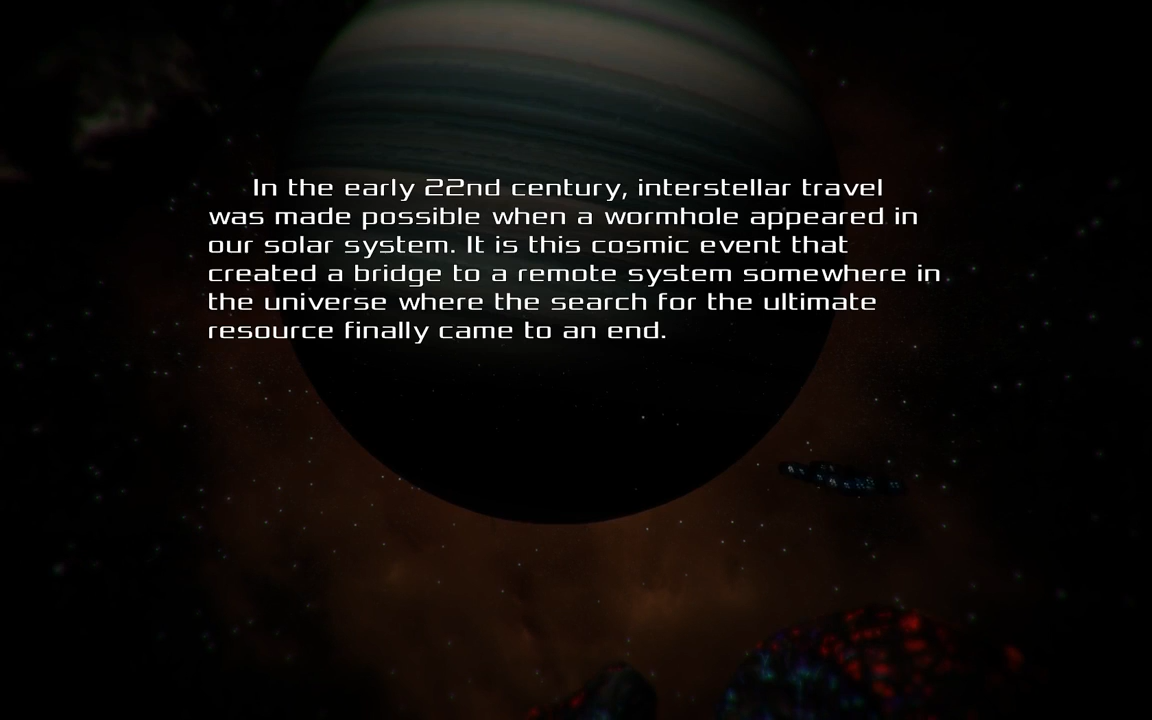 In the early 22nd century, interstellar travel
was made possible when a wormhole appeared in
our solar system. It is this cosmic event that
created a bridge to a remote system somewhere in
the universe where the search for the ultimate
resource finally came to an end.